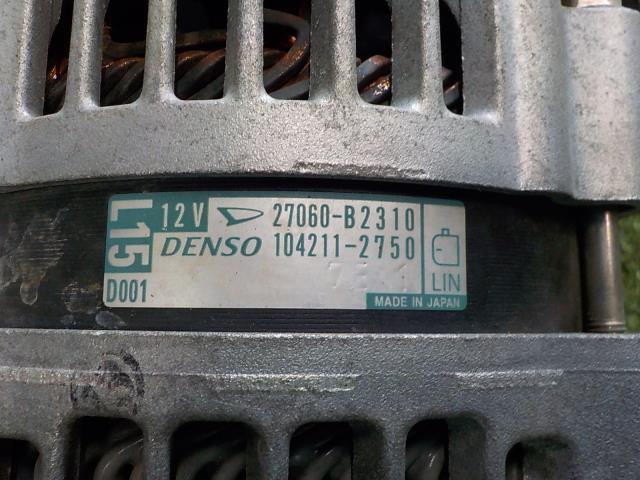 L15
12V 27060-B2310
DENSO 104211-2750
D001
LIN
MADE IN JAPAN